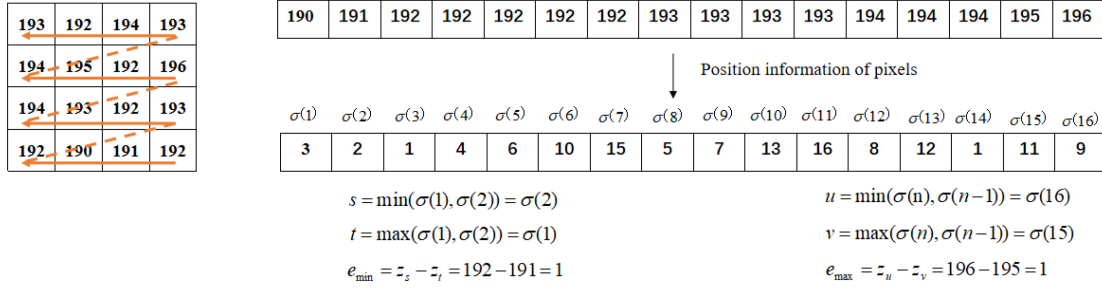 193 192 194 193
194 195 192 196
194 193 192 193
192 190 191 192
190 191 192 192 192 192 192 193 193 193 193 194 194 194 195 196
Position information of pixels
σ(1) σ(2) σ(3) σ(4) σ(5) σ(6) σ(7) σ(8) σ(9) σ(10) σ(11) σ(12) σ(13) σ(14) σ(15) σ(16)
3 2 1 4 6 10 15 5 7 13 16 8 12 1 11 9
s = min(σ(1), σ(2)) = σ(2)
t = max(σ(1), σ(2)) = σ(1)
e_min = z_s − z_t = 192 − 191 = 1
u = min(σ(n), σ(n−1)) = σ(16)
v = max(σ(n), σ(n−1)) = σ(15)
e_max = z_u − z_v = 196 − 195 = 1